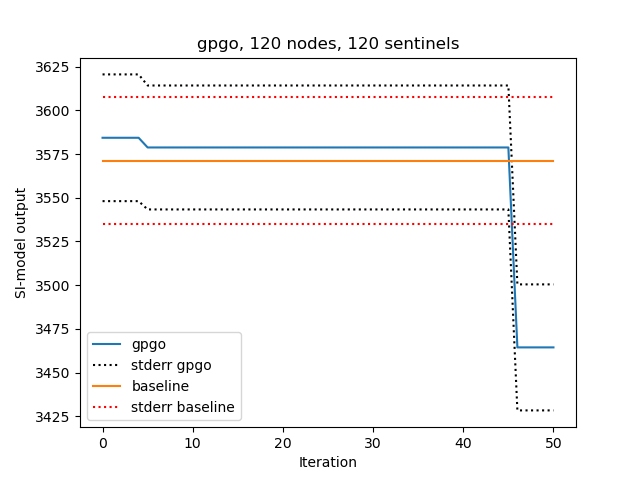 gpgo, 120 nodes, 120 sentinels
SI-model output
3625
3600
3575
3550
3525
3500
3475
3450
3425
gpgo
stderr gpgo
baseline
stderr baseline
0
10
20
30
40
50
Iteration